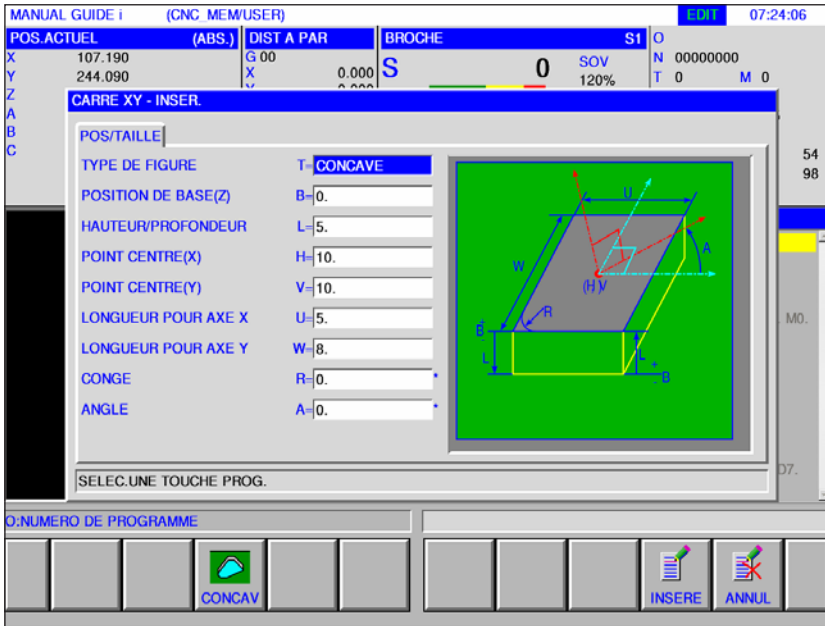 MANUAL GUIDE i (CNC_MEM/USER) EDIT 07:24:06
POS.ACTUEL (ABS.) DIST A PAR BROCHE S1 O
X 107.190 G 00 S 0 SOV N 00000000
Y 244.090 X 0.000 120% T 0 M 0
Z
A
B
C
54
98
CARRE XY - INSER.
POS/TAILLE
TYPE DE FIGURE T=CONCAVE
POSITION DE BASE(Z) B=0.
HAUTEUR/PROFONDEUR L=5.
POINT CENTRE(X) H=10.
POINT CENTRE(Y) V=10.
LONGUEUR POUR AXE X U=5.
LONGUEUR POUR AXE Y W=8.
CONGE R=0. *
ANGLE A=0. *
U
A
W
(H)V
R
B + -
L L + - B
M0.
SELEC.UNE TOUCHE PROG.
O:NUMERO DE PROGRAMME
CONCAV INSERE ANNUL